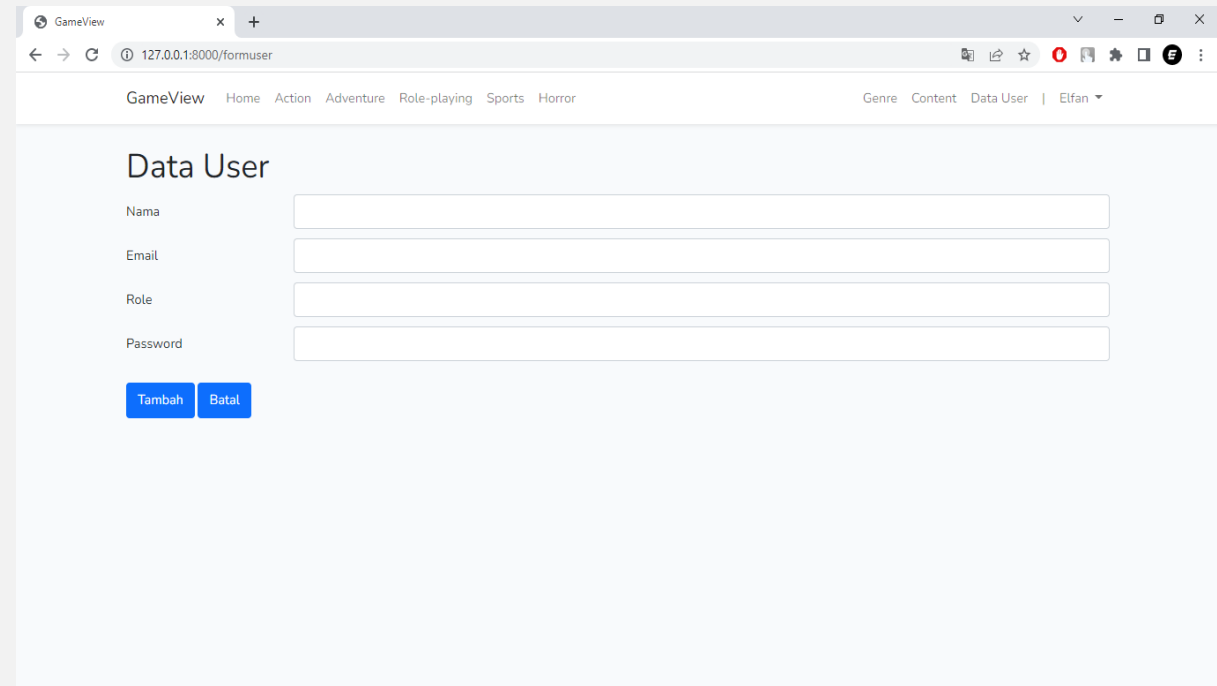 GameView
127.0.0.1:8000/formuser
GameView Home Action Adventure Role-playing Sports Horror Genre Content Data User | Elfan
Data User
Nama
Email
Role
Password
Tambah Batal